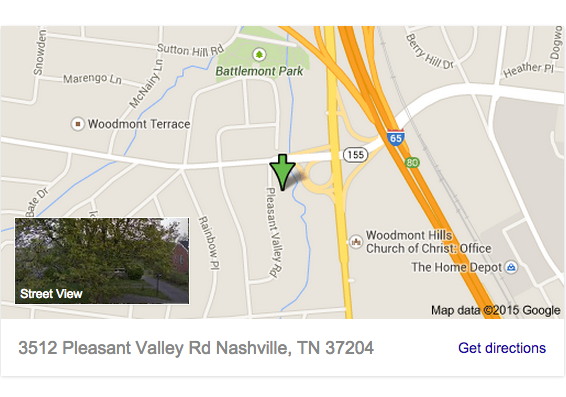 Snowden
Sutton Hill Rd
Battlemont Park
Marengo Ln
McNairy Ln
Berry Hill Dr
Dogwo
Heather Pl
Woodmont Terrace
65
155
80
Bate Dr
Rainbow Pl
Pleasant Valley Rd
Woodmont Hills
Church of Christ: Office
The Home Depot
Street View
Map data ©2015 Google
3512 Pleasant Valley Rd Nashville, TN 37204
Get directions